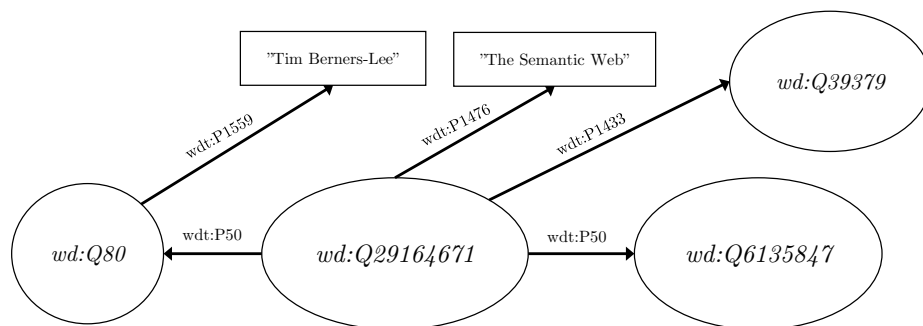 "Tim Berners-Lee"
"The Semantic Web"
wd:Q39379
wdt:P1559
wdt:P1476
wdt:P1433
wd:Q80
wdt:P50
wd:Q29164671
wdt:P50
wd:Q6135847